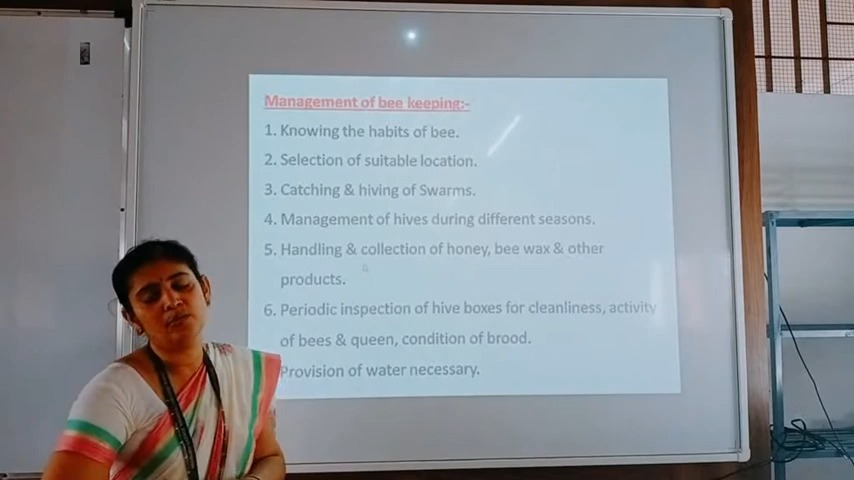 Management of bee keeping:-
1. Knowing the habits of bee.
2. Selection of suitable location.
3. Catching & hiving of Swarms.
4. Management of hives during different seasons.
5. Handling & collection of honey, bee wax & other
products.
6. Periodic inspection of hive boxes for cleanliness, activity
of bees & queen, condition of brood.
Provision of water necessary.